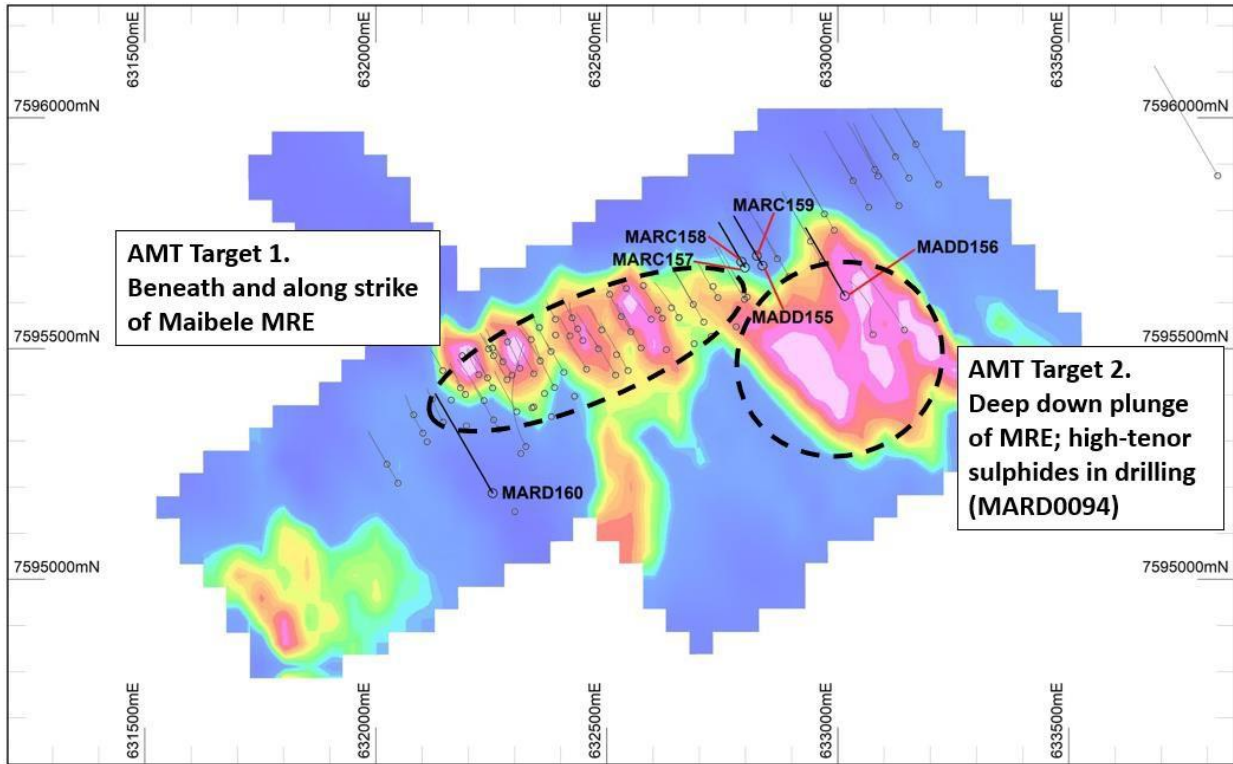 631500mE
632000mE
632500mE
633000mE
633500mE
7596000mN
7596000mN
MARC159
MARC158
MARC157
MADD156
AMT Target 1.
Beneath and along strike
of Maibele MRE
MADD155
7595500mN
7595500mN
AMT Target 2.
Deep down plunge
of MRE; high-tenor
sulphides in drilling
(MARD0094)
MARD160
7595000mN
7595000mN
631500mE
632000mE
632500mE
633000mE
633500mE